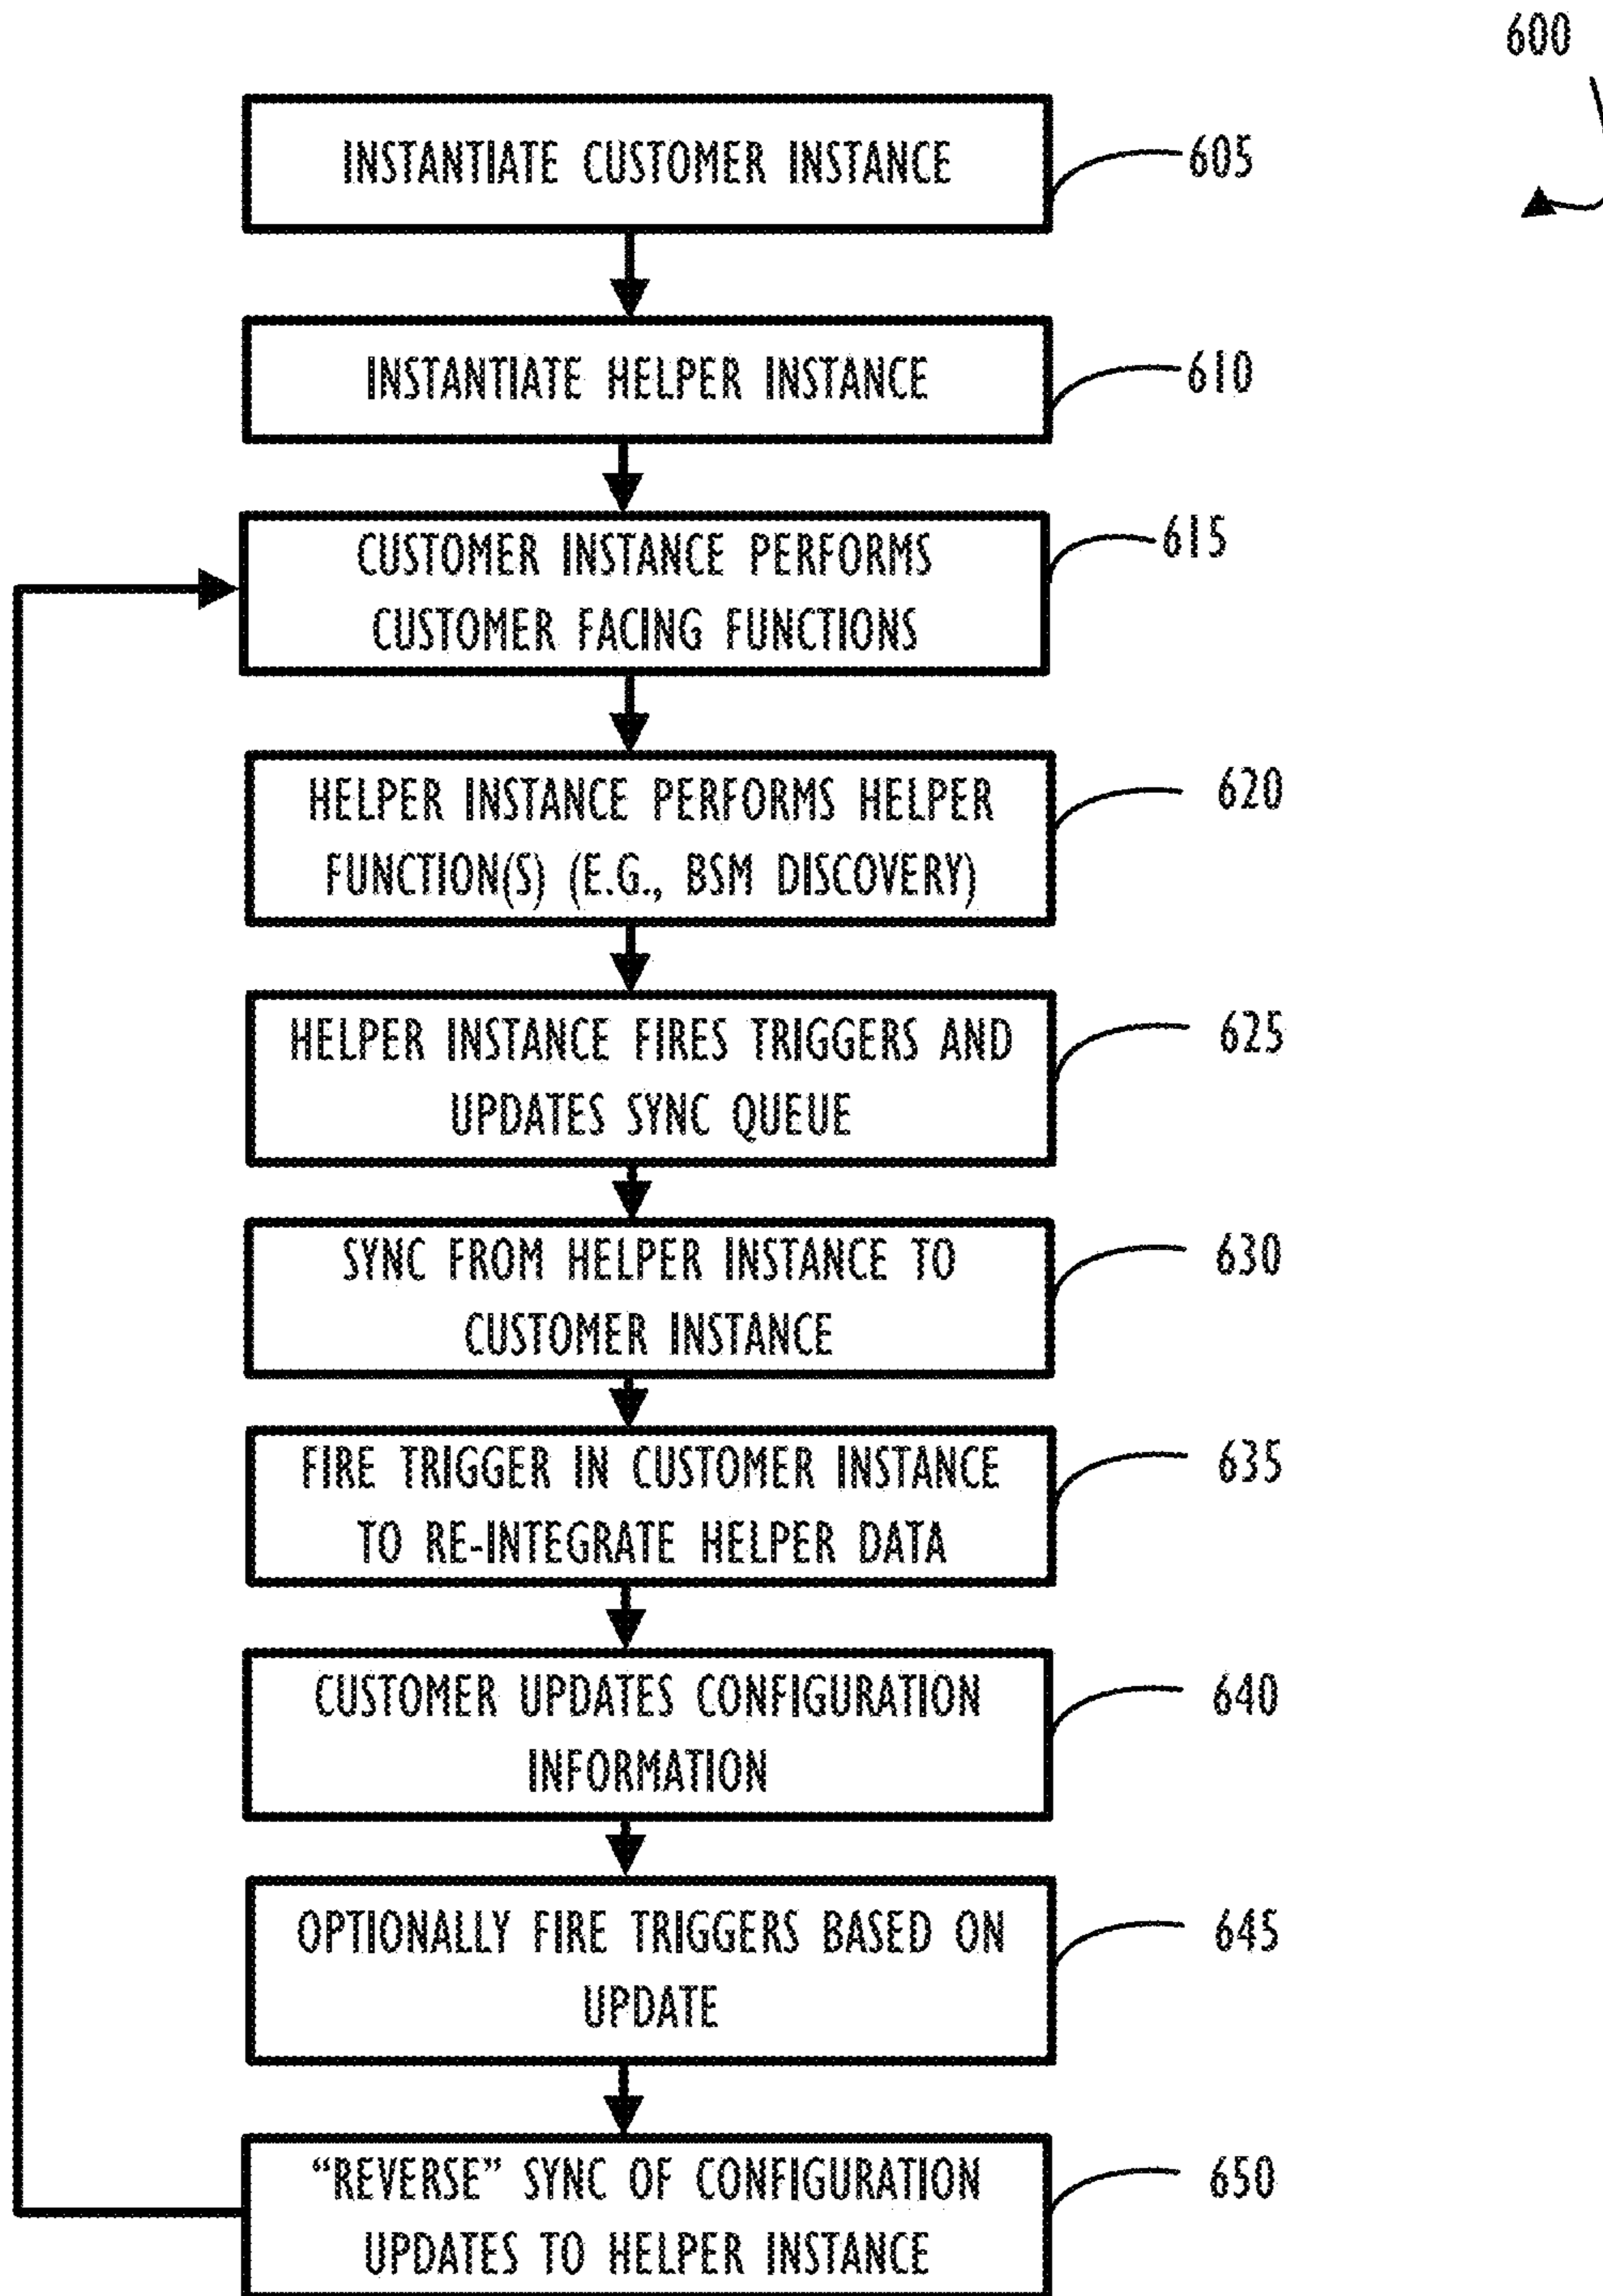 600
INSTANTIATE CUSTOMER INSTANCE
605
INSTANTIATE HELPER INSTANCE
610
CUSTOMER INSTANCE PERFORMS
CUSTOMER FACING FUNCTIONS
615
HELPER INSTANCE PERFORMS HELPER
FUNCTION(S) (E.G., BSM DISCOVERY)
620
HELPER INSTANCE FIRES TRIGGERS AND
UPDATES SYNC QUEUE
625
SYNC FROM HELPER INSTANCE TO
CUSTOMER INSTANCE
630
FIRE TRIGGER IN CUSTOMER INSTANCE
TO RE-INTEGRATE HELPER DATA
635
CUSTOMER UPDATES CONFIGURATION
INFORMATION
640
OPTIONALLY FIRE TRIGGERS BASED ON
UPDATE
645
“REVERSE” SYNC OF CONFIGURATION
UPDATES TO HELPER INSTANCE
650